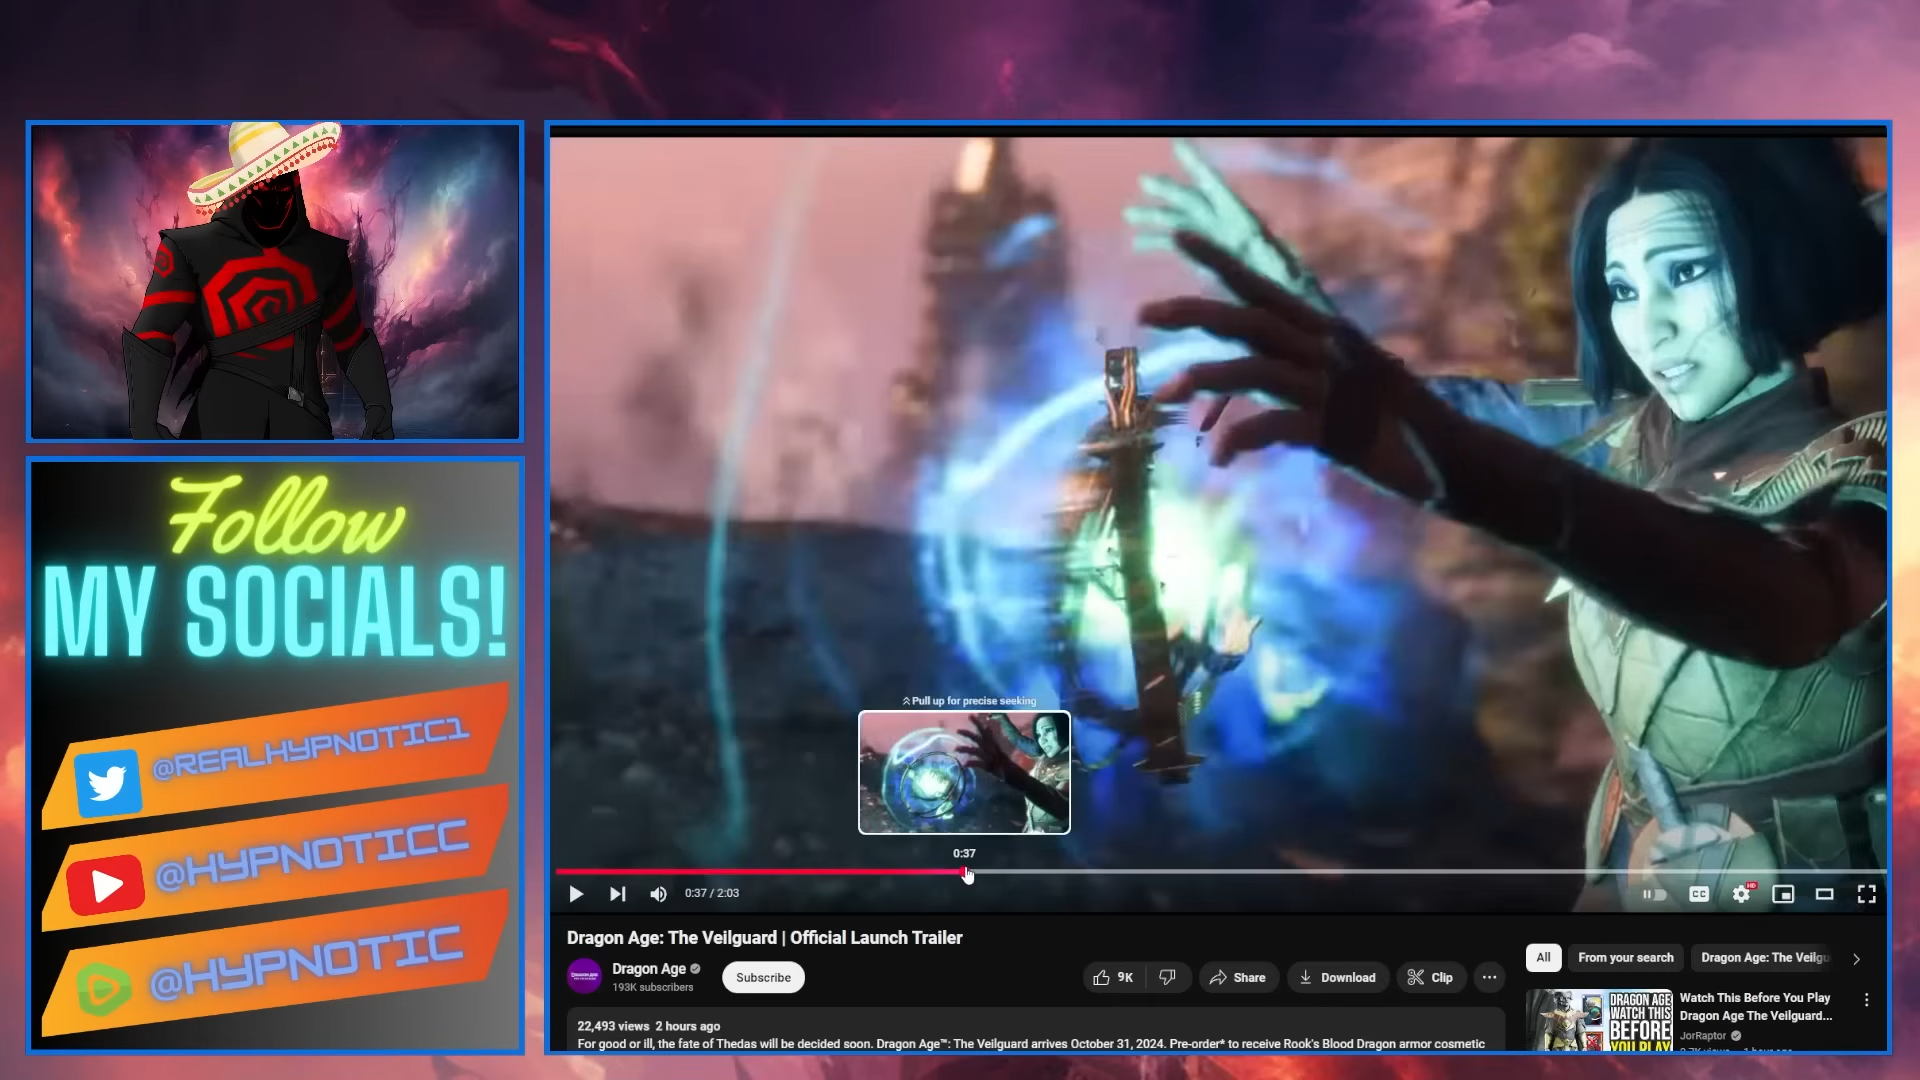 Follow
MY SOCIALS!
@REALHYPNOTIC1
@HYPNOTICC
@HYPNOTIC
Pull up for precise seeking
0:37
0:37 / 2:03
CC
HD
Dragon Age: The Veilguard | Official Launch Trailer
Dragon Age
193K subscribers
Subscribe
9K
Share
Download
Clip
22,493 views 2 hours ago
For good or ill, the fate of Thedas will be decided soon. Dragon Age™: The Veilguard arrives October 31, 2024. Pre-order* to receive Rook's Blood Dragon armor cosmetic
All
From your search
Dragon Age: The Veilgu
DRAGON AGE
WATCH THIS
BEFORE
YOU PLAY
Watch This Before You Play
Dragon Age The Veilguard...
JorRaptor